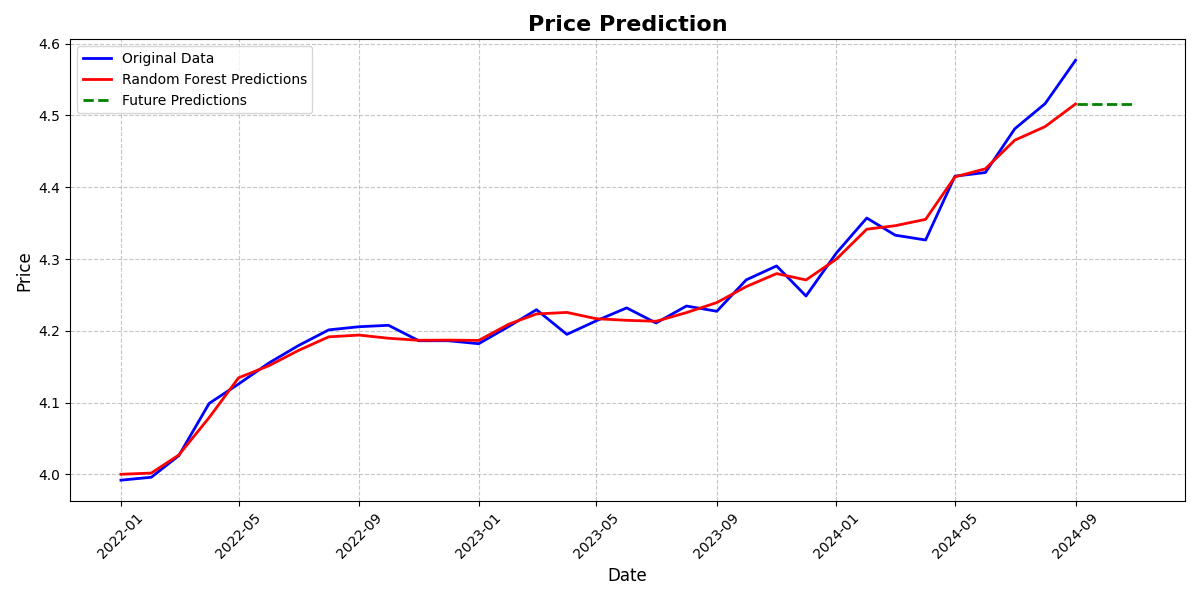 Price Prediction
Original Data
Random Forest Predictions
Future Predictions
4.6
4.5
4.4
4.3
4.2
4.1
4.0
Price
2022-01
2022-05
2022-09
2023-01
2023-05
2023-09
2024-01
2024-05
2024-09
Date